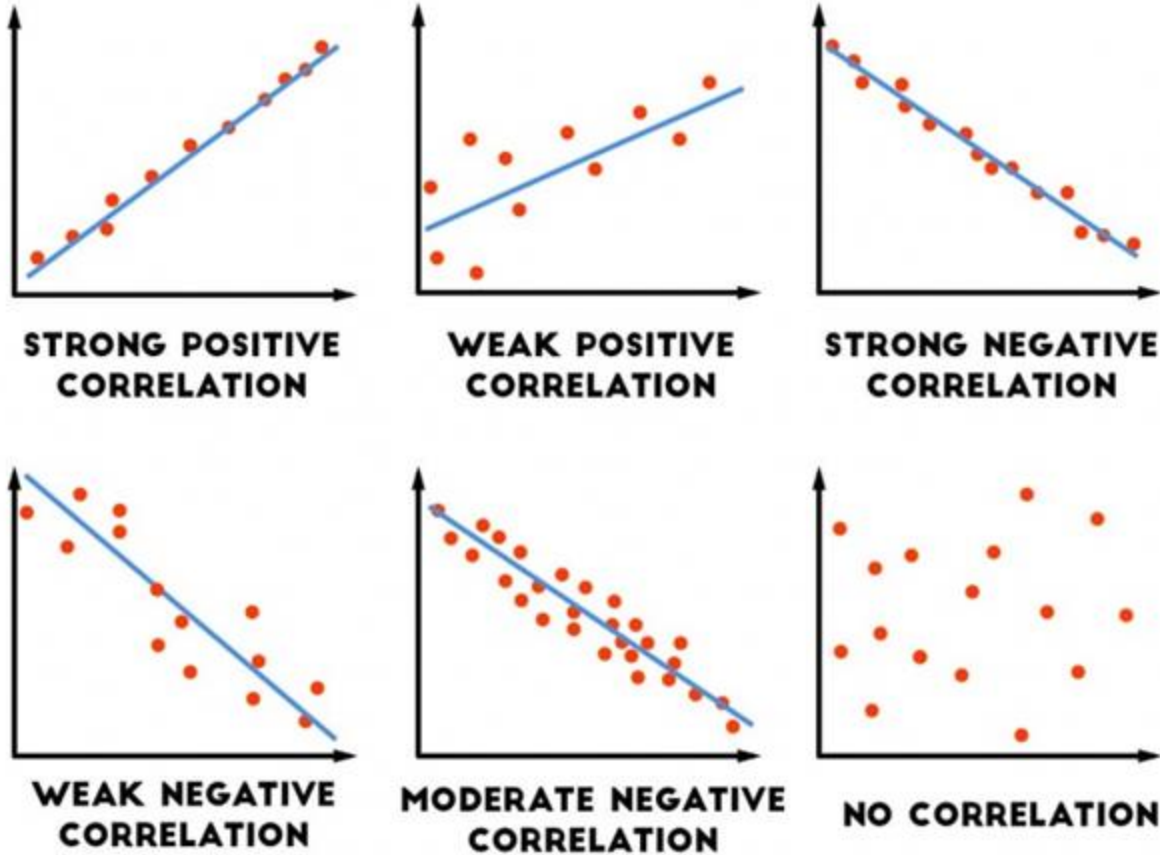 STRONG POSITIVE
CORRELATION
WEAK POSITIVE
CORRELATION
STRONG NEGATIVE
CORRELATION
WEAK NEGATIVE
CORRELATION
MODERATE NEGATIVE
CORRELATION
NO CORRELATION